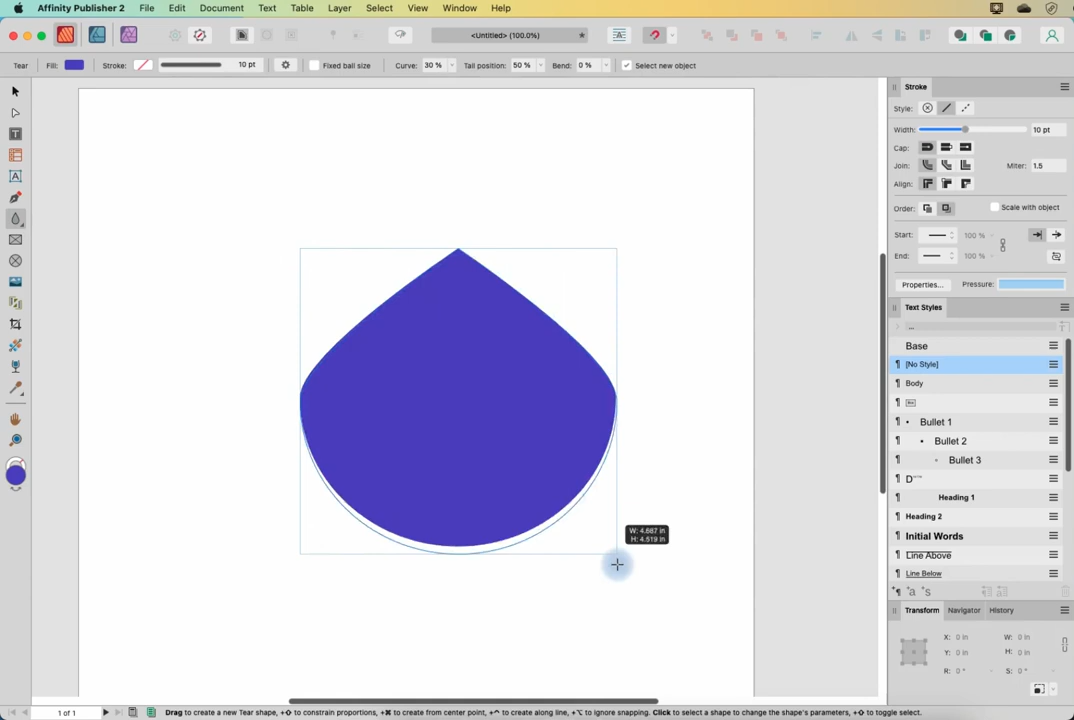 Affinity Publisher 2 File Edit Document Text Table Layer Select View Window Help
<Untitled> (100.0%)
Tear Fill: Stroke: 10 pt Fixed ball size Curve: 30 % Tail position: 50 % Bend: 0 % Select new object
Stroke
Style:
Width: 10 pt
Cap:
Join: Miter: 1.5
Align:
Order: Scale with object
Start: 100 %
End: 100 %
Properties... Pressure:
Text Styles
Base
[No Style]
Body
Bullet 1
Bullet 2
Bullet 3
Heading 1
Heading 2
Initial Words
Line Above
Line Below
W: 4.687 in
H: 4.519 in
Transform Navigator History
X: 0 in W: 0 in
Y: 0 in H: 0 in
R: 0 ° S: 0 °
1 of 1 Drag to create a new Tear shape, +⇧ to constrain proportions, +⌘ to create from center point, +^ to create along line, +⌥ to ignore snapping. Click to select a shape to change the shape's parameters, +⇧ to toggle select.